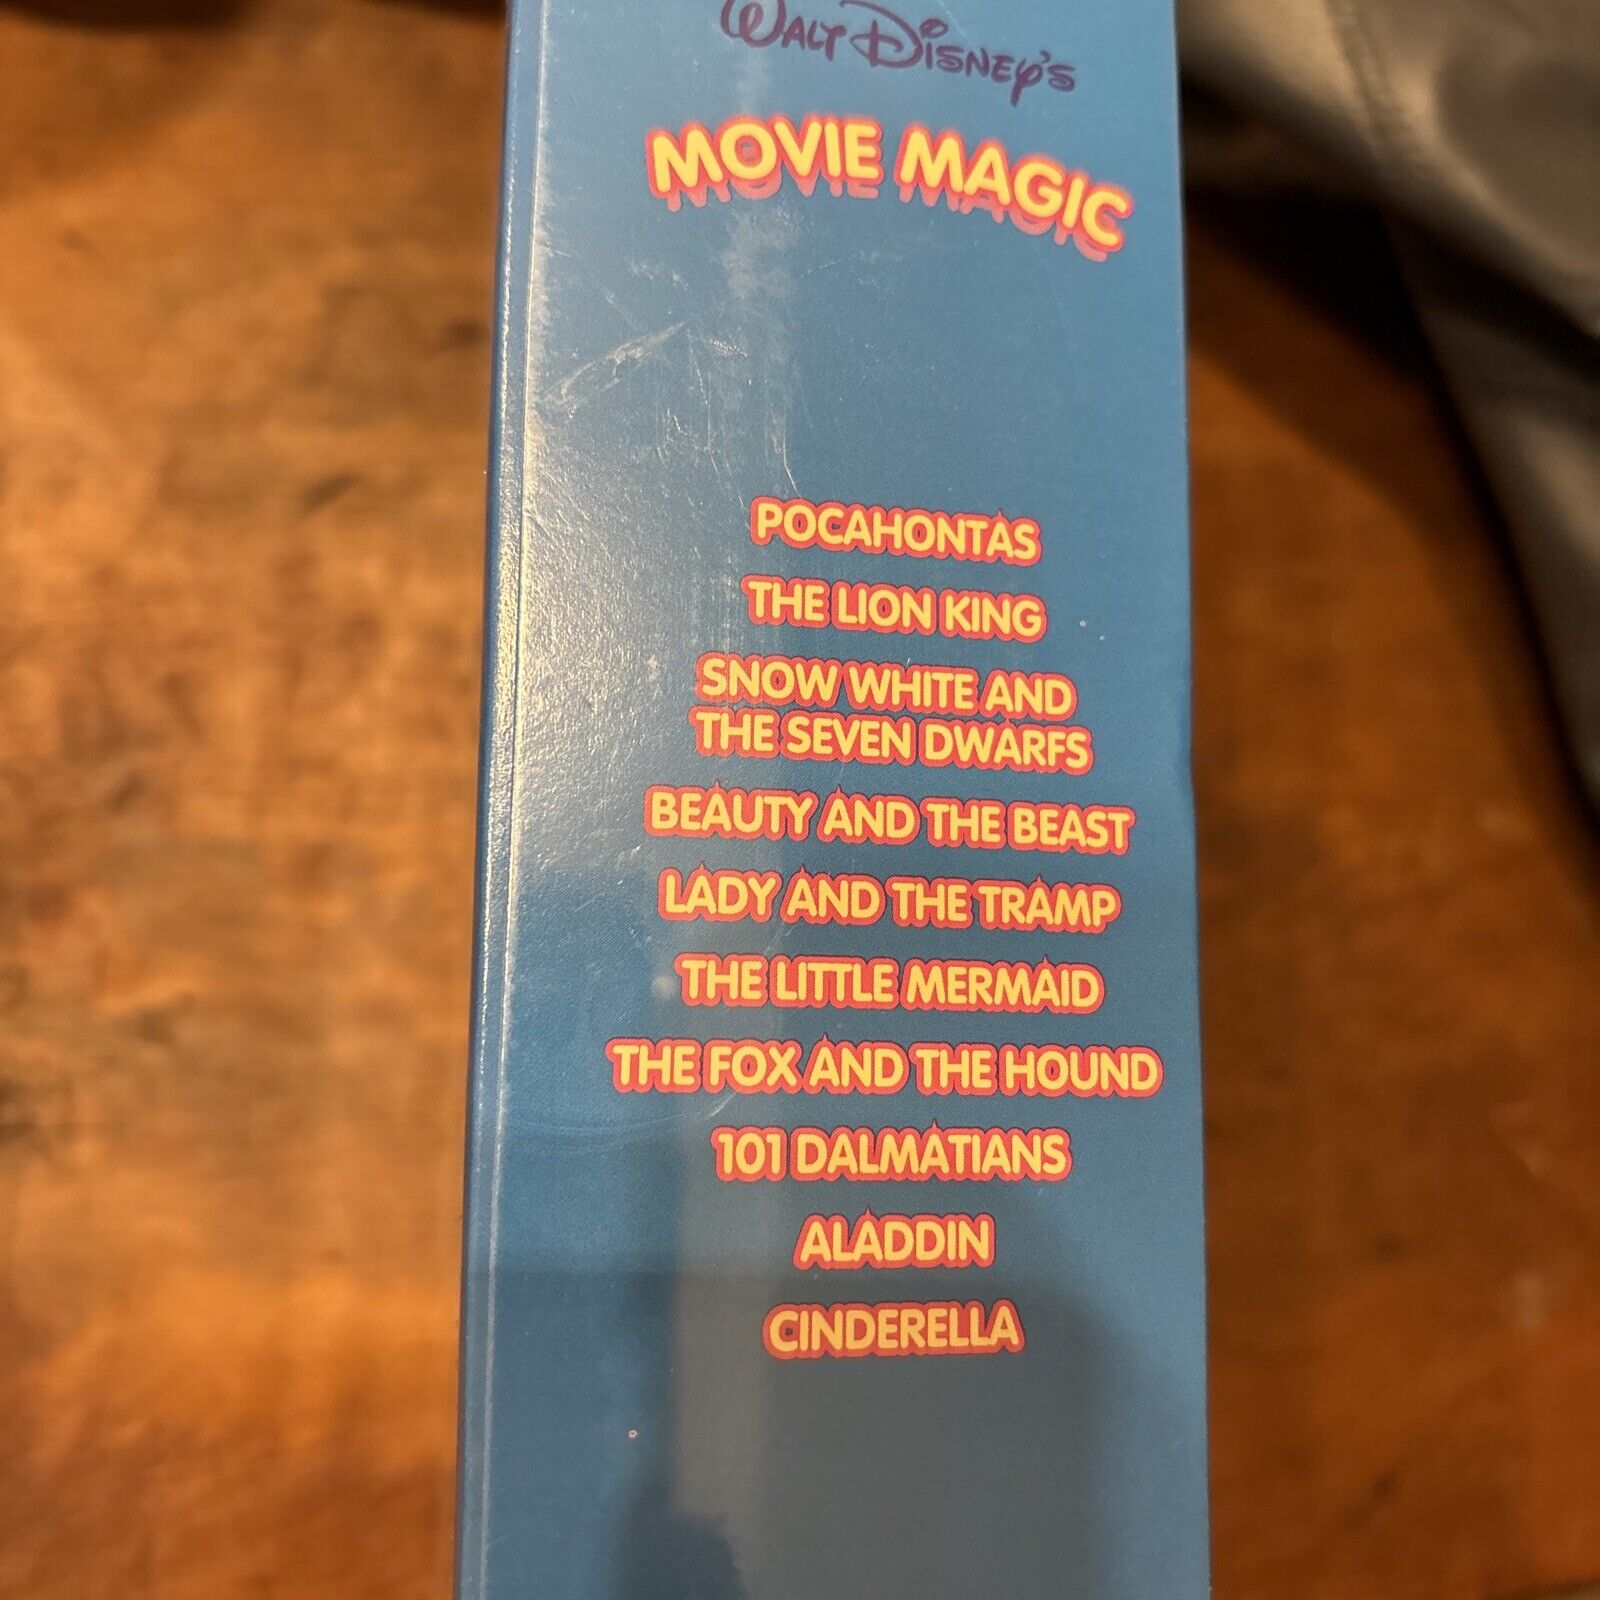 WALT DISNEY'S
MOVIE MAGIC
POCAHONTAS
THE LION KING
SNOW WHITE AND
THE SEVEN DWARFS
BEAUTY AND THE BEAST
LADY AND THE TRAMP
THE LITTLE MERMAID
THE FOX AND THE HOUND
101 DALMATIANS
ALADDIN
CINDERELLA